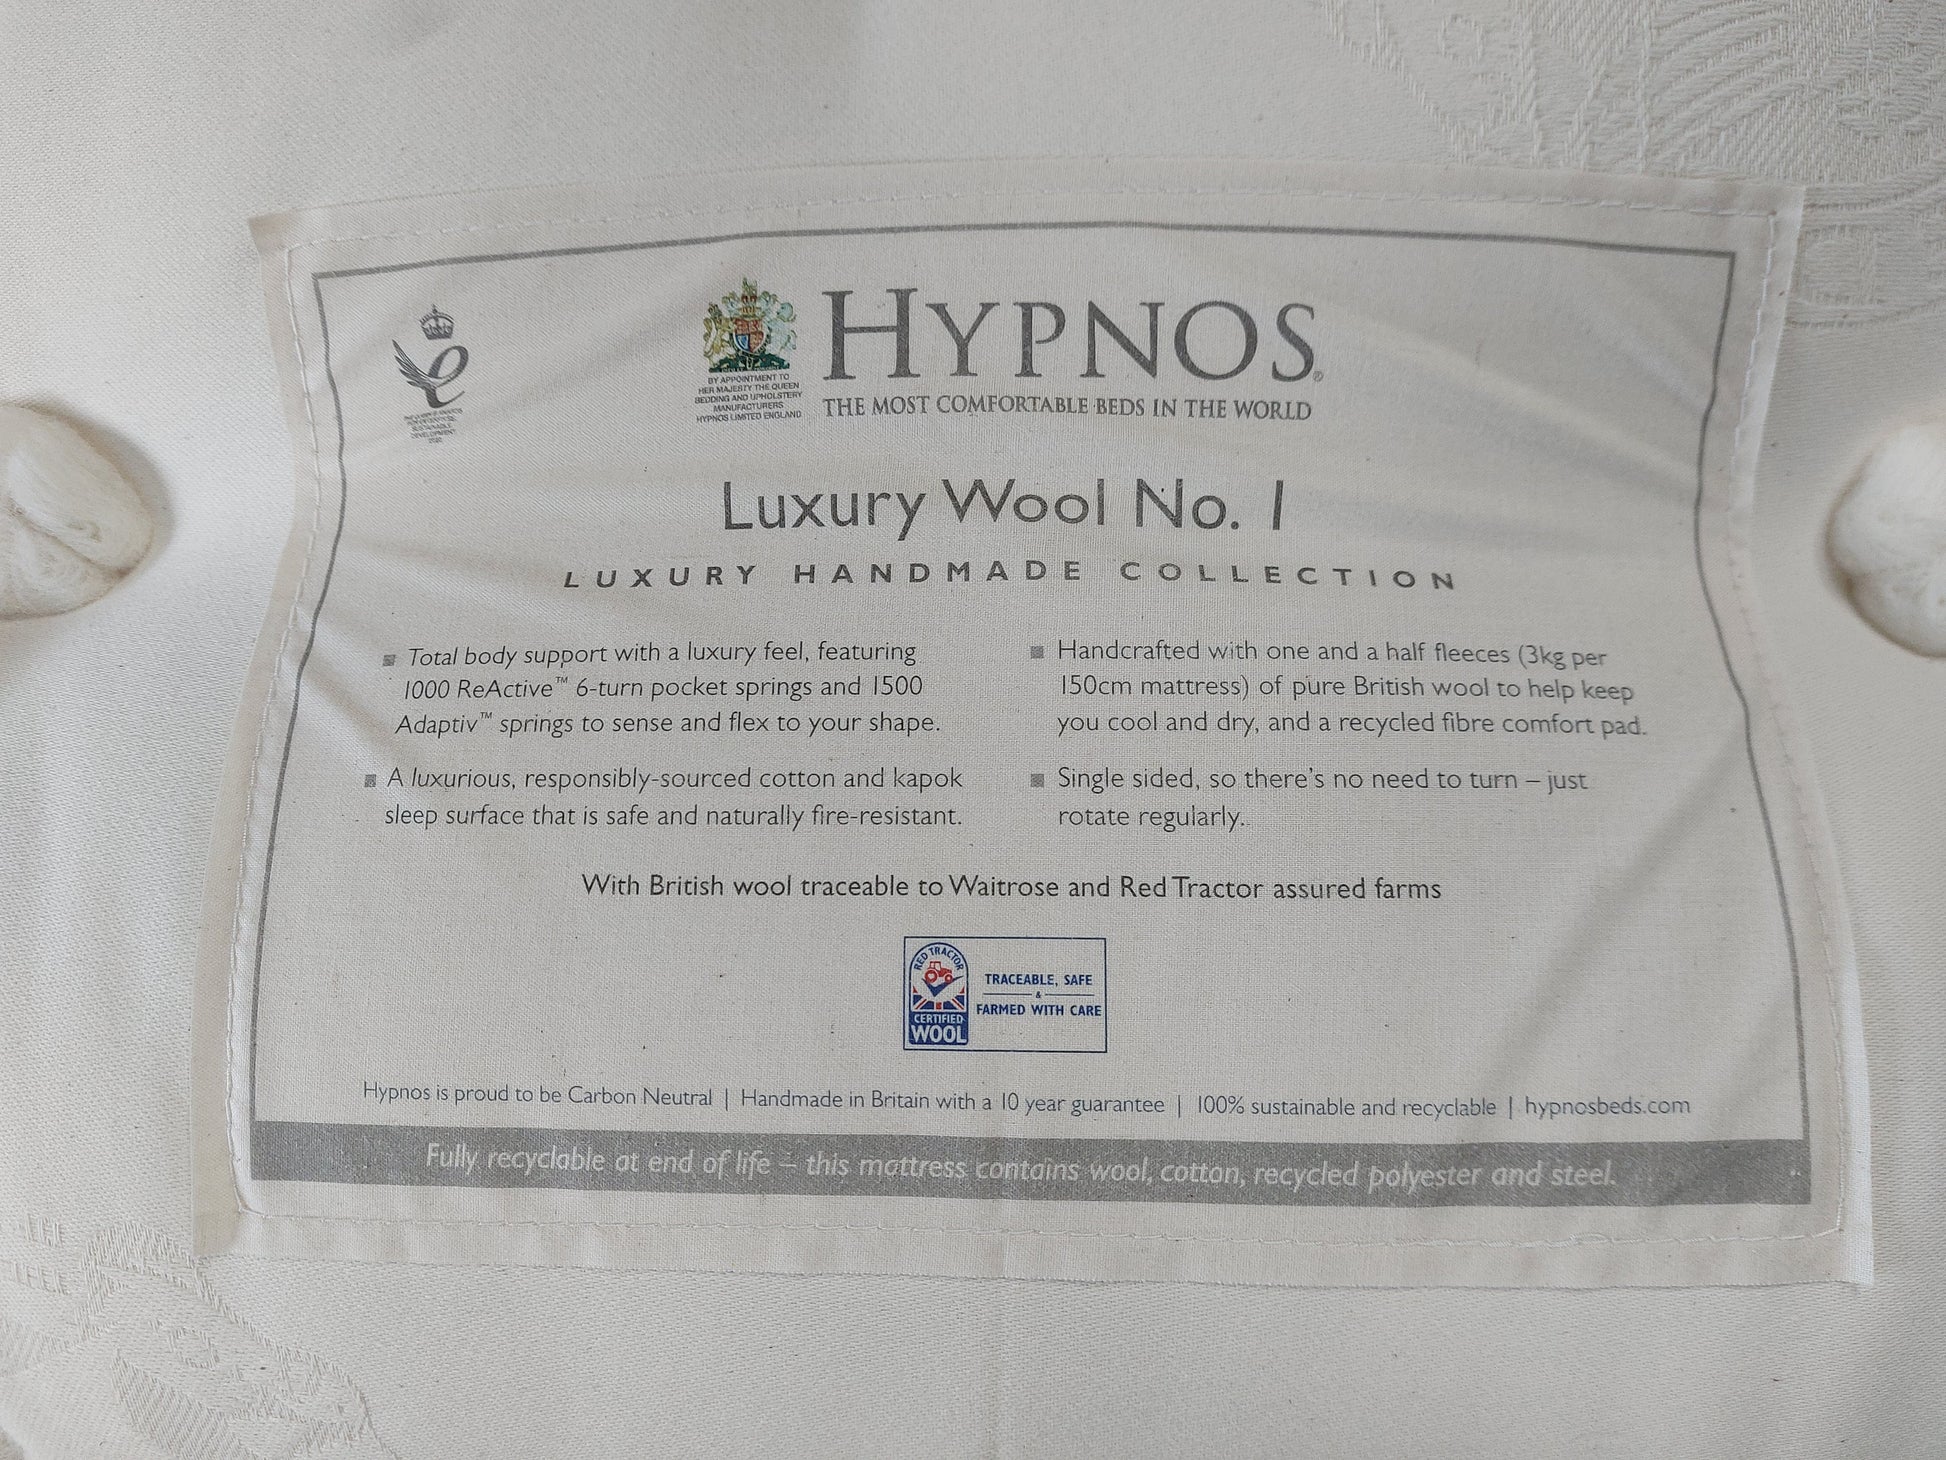 THE QUEEN'S AWARDS
FOR ENTERPRISE:
SUSTAINABLE
DEVELOPMENT
2020
BY APPOINTMENT TO
HER MAJESTY THE QUEEN
BEDDING AND UPHOLSTERY
MANUFACTURERS
HYPNOS LIMITED ENGLAND
HYPNOS®
THE MOST COMFORTABLE BEDS IN THE WORLD
Luxury Wool No. 1
LUXURY HANDMADE COLLECTION
▪ Total body support with a luxury feel, featuring
1000 ReActive™ 6-turn pocket springs and 1500
Adaptiv™ springs to sense and flex to your shape.
▪ A luxurious, responsibly-sourced cotton and kapok
sleep surface that is safe and naturally fire-resistant.
▪ Handcrafted with one and a half fleeces (3kg per
150cm mattress) of pure British wool to help keep
you cool and dry, and a recycled fibre comfort pad.
▪ Single sided, so there's no need to turn – just
rotate regularly.
With British wool traceable to Waitrose and Red Tractor assured farms
RED TRACTOR
CERTIFIED
WOOL
TRACEABLE, SAFE
&
FARMED WITH CARE
Hypnos is proud to be Carbon Neutral | Handmade in Britain with a 10 year guarantee | 100% sustainable and recyclable | hypnosbeds.com
Fully recyclable at end of life – this mattress contains wool, cotton, recycled polyester and steel.